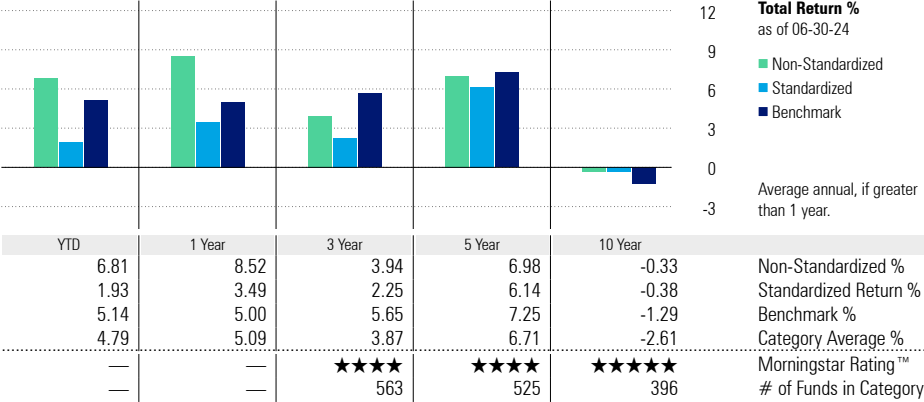 12
9
6
3
0
-3
Total Return %
as of 06-30-24
Non-Standardized
Standardized
Benchmark
Average annual, if greater
than 1 year.
YTD 1 Year 3 Year 5 Year 10 Year
6.81 8.52 3.94 6.98 -0.33 Non-Standardized %
1.93 3.49 2.25 6.14 -0.38 Standardized Return %
5.14 5.00 5.65 7.25 -1.29 Benchmark %
4.79 5.09 3.87 6.71 -2.61 Category Average %
— — ★★★★ ★★★★ ★★★★★ Morningstar Rating™
— — 563 525 396 # of Funds in Category